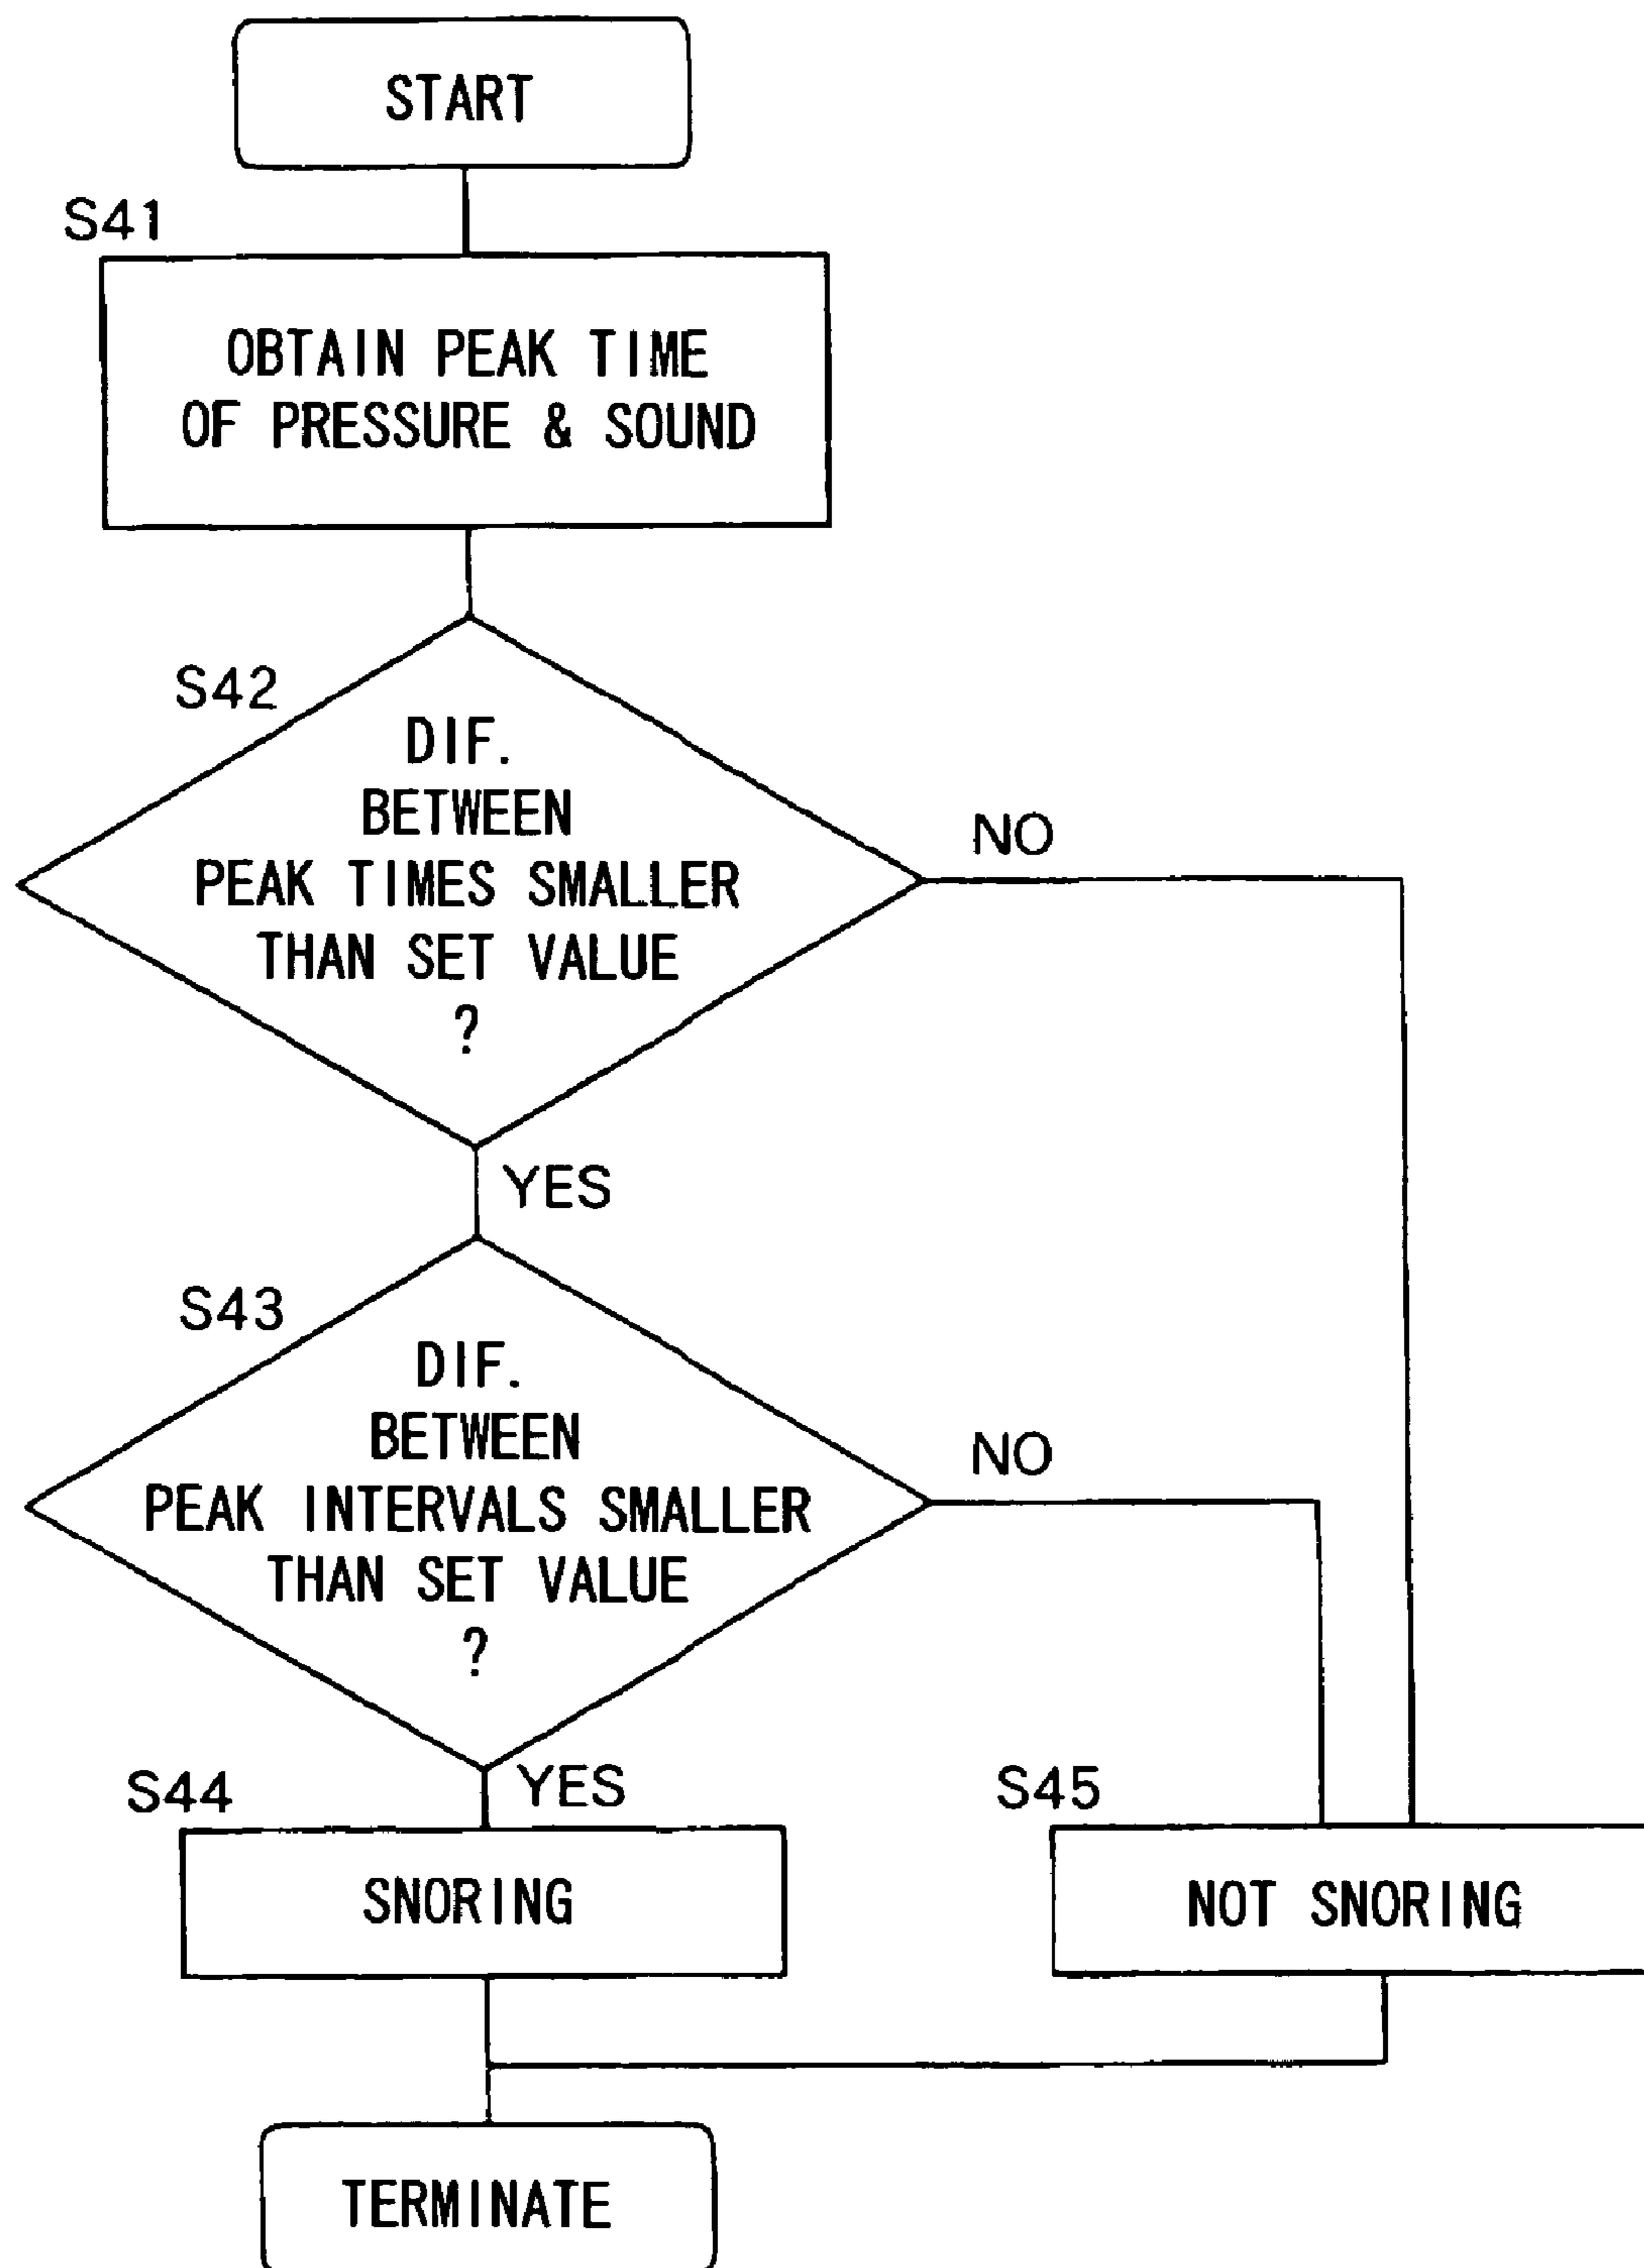 START
S41
OBTAIN PEAK TIME
OF PRESSURE & SOUND
S42
DIF.
BETWEEN
PEAK TIMES SMALLER
THAN SET VALUE
?
NO
YES
S43
DIF.
BETWEEN
PEAK INTERVALS SMALLER
THAN SET VALUE
?
NO
YES
S44
SNORING
S45
NOT SNORING
TERMINATE